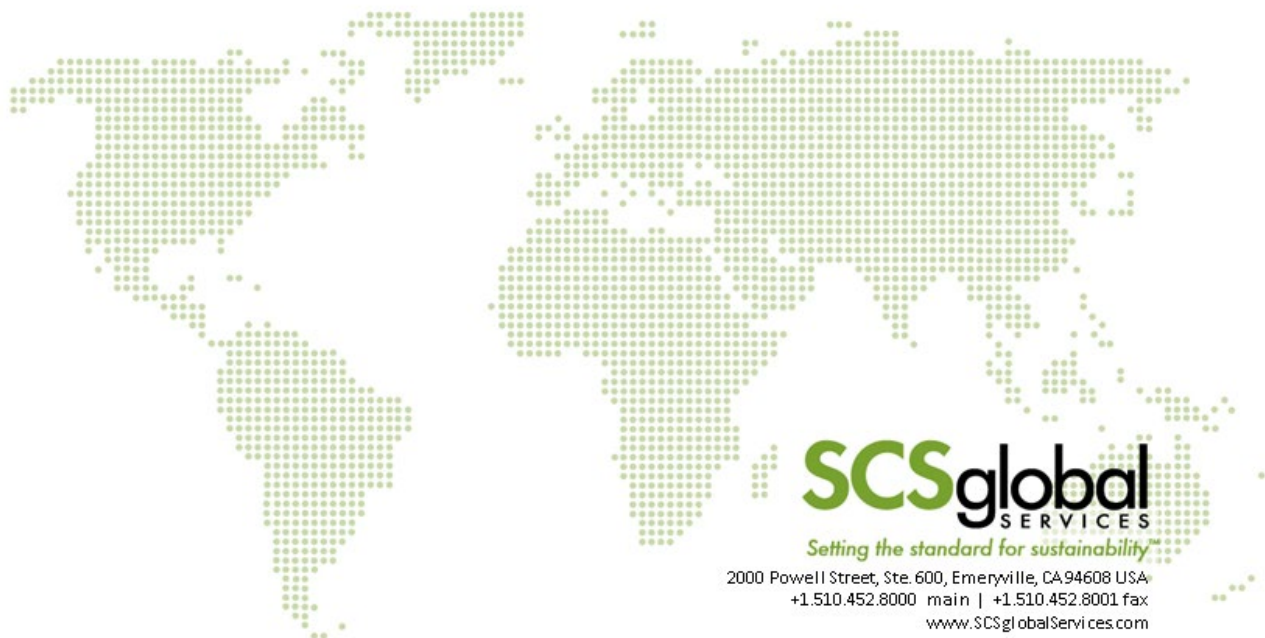 SCSglobal
SERVICES
Setting the standard for sustainability™
2000 Powell Street, Ste. 600, Emeryville, CA 94608 USA
+1.510.452.8000 main | +1.510.452.8001 fax
www.SCSglobalServices.com